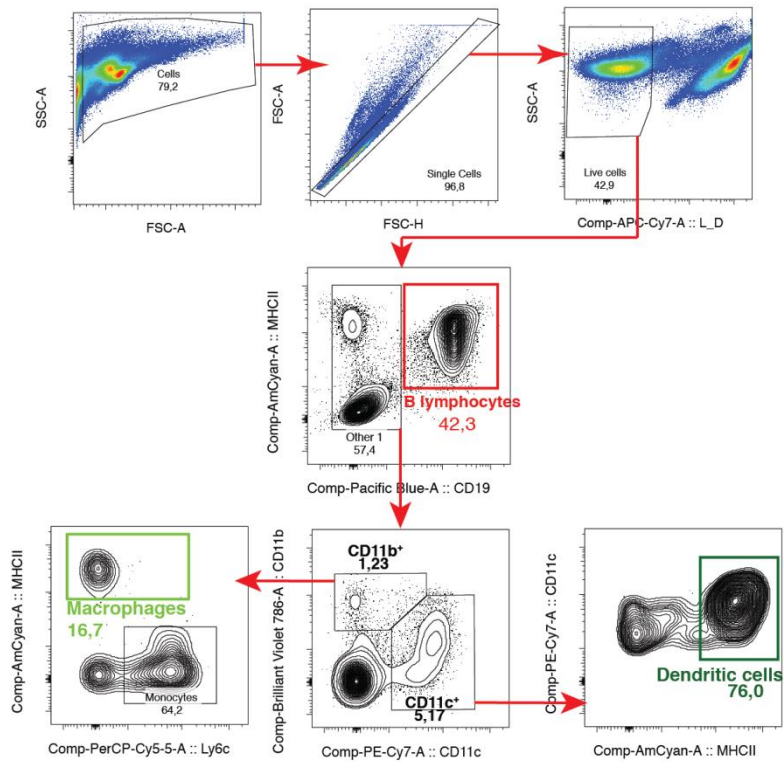 SSC-A
Cells
79,2
FSC-A
FSC-A
Single Cells
96,8
FSC-H
SSC-A
Live cells
42,9
Comp-APC-Cy7-A :: L_D
Comp-AmCyan-A :: MHCII
B lymphocytes
42,3
Other 1
57,4
Comp-Pacific Blue-A :: CD19
Comp-AmCyan-A :: MHCII
Macrophages
16,7
Monocytes
64,2
Comp-PerCP-Cy5-5-A :: Ly6c
Comp-Brilliant Violet 786-A :: CD11b
CD11b+
1,23
CD11c+
5,17
Comp-PE-Cy7-A :: CD11c
Comp-PE-Cy7-A :: CD11c
Dendritic cells
76,0
Comp-AmCyan-A :: MHCII